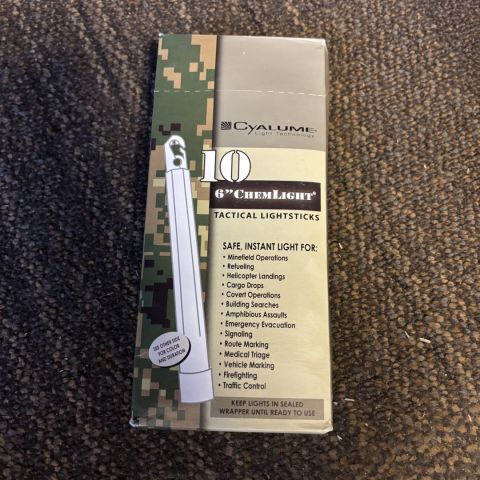 CYALUME®
Light Technology
10
6" CHEMLIGHT®
TACTICAL LIGHTSTICKS
SAFE, INSTANT LIGHT FOR:
• Minefield Operations
• Refueling
• Helicopter Landings
• Cargo Drops
• Covert Operations
• Building Searches
• Amphibious Assaults
• Emergency Evacuation
• Signaling
• Route Marking
• Medical Triage
• Vehicle Marking
• Firefighting
• Traffic Control
SEE OTHER SIDE
FOR COLOR
AND DURATION
KEEP LIGHTS IN SEALED
WRAPPER UNTIL READY TO USE